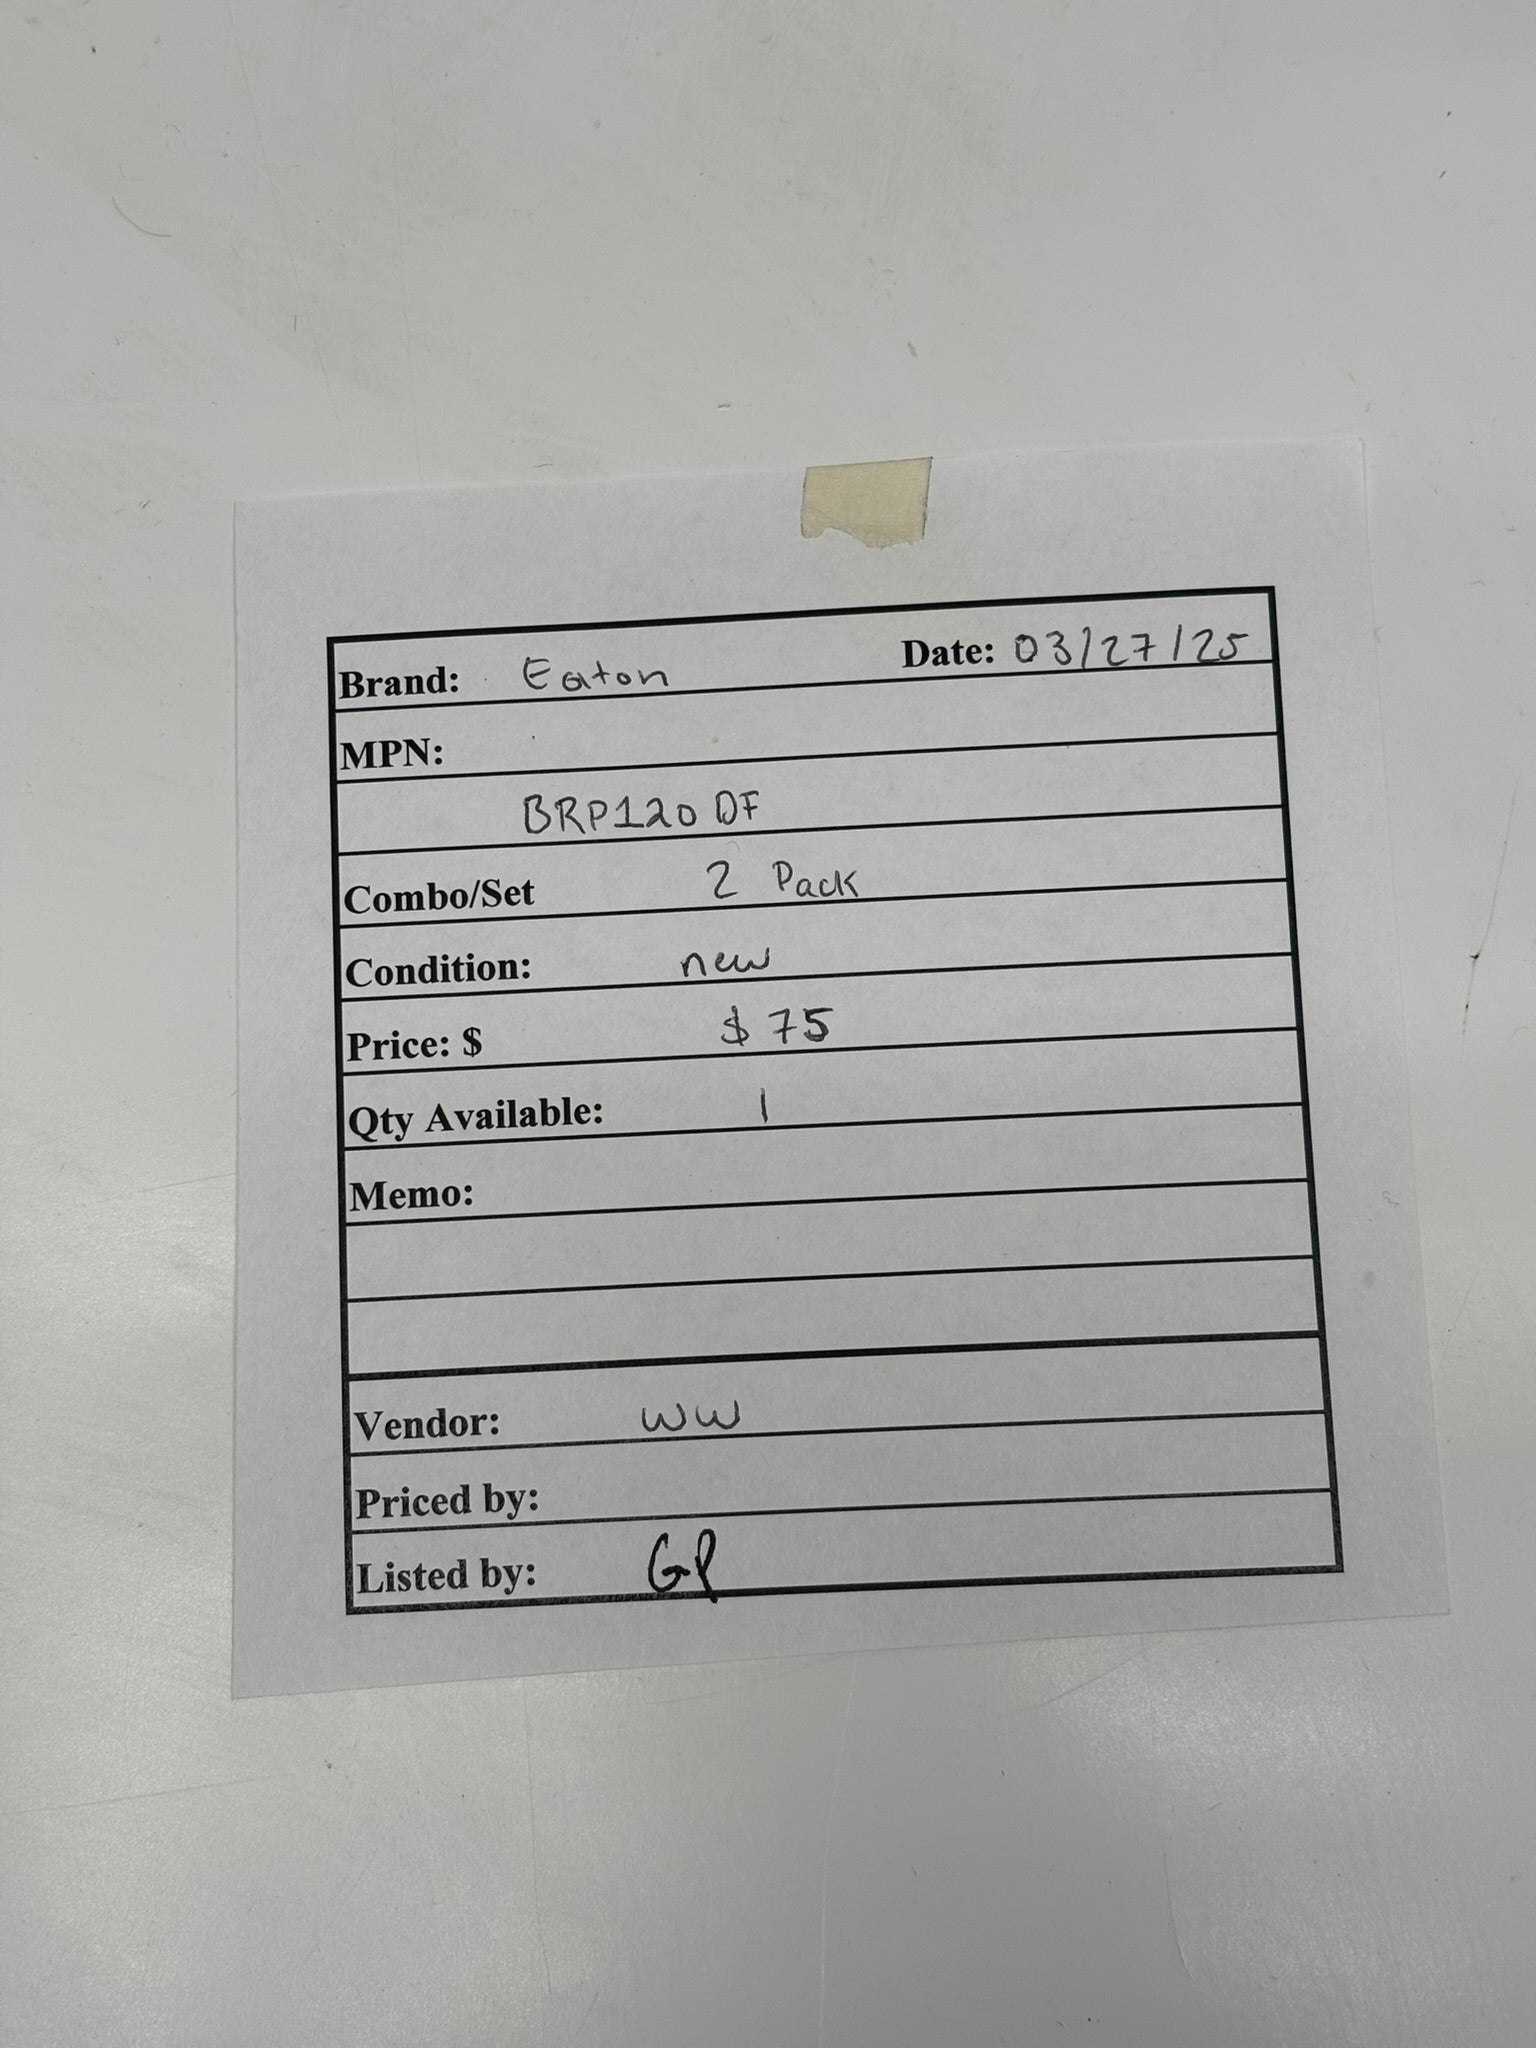 Brand: Eaton Date: 03/27/25
MPN:
BRP120DF
Combo/Set 2 Pack
Condition: new
Price: $ $75
Qty Available: 1
Memo:
Vendor: WW
Priced by:
Listed by: GP